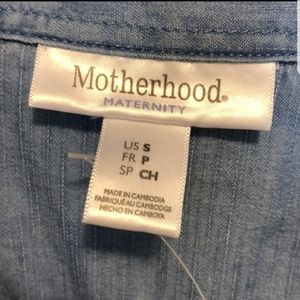 Motherhood®
MATERNITY
US S
FR P
SP CH
MADE IN CAMBODIA
FABRIQUÉ AU CAMBODGE
HECHO EN CAMBOYA